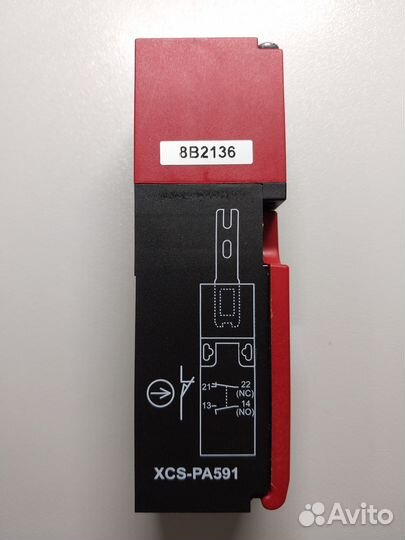 8B2136
21 22
(NC)
13 14
(NO)
XCS-PA591
Avito